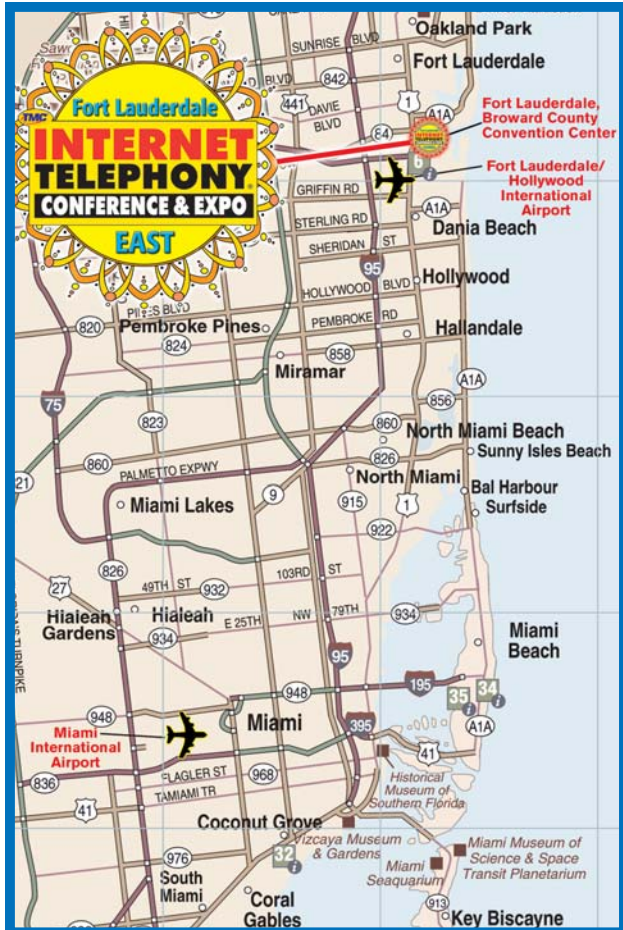 Oakland Park
SUNRISE BLVD
Fort Lauderdale
BLVD
842
441
1
DAVIE
BLVD
A1A
84
6
i
Fort Lauderdale,
Broward County
Convention Center
TMC
Fort Lauderdale
INTERNET
TELEPHONY®
CONFERENCE & EXPO
EAST
Fort Lauderdale/
Hollywood
International
Airport
GRIFFIN RD
A1A
STERLING RD
Dania Beach
SHERIDAN ST
95
Hollywood
HOLLYWOOD BLVD
PINES BLVD
820
Pembroke Pines
PEMBROKE RD
Hallandale
824
858
Miramar
A1A
75
856
823
860
North Miami Beach
826
Sunny Isles Beach
860
PALMETTO EXPWY
North Miami
21
9
915
1
Bal Harbour
Surfside
Miami Lakes
922
826
103RD ST
27
49TH ST
932
Hialeah
Gardens
Hialeah
E 25TH
NW 79TH
934
934
Miami
Beach
95
195
948
35
34
i
i
948
Miami
395
A1A
Miami
International
Airport
41
836
FLAGLER ST
968
TAMIAMI TR
41
Historical
Museum of
Southern Florida
Coconut Grove
Vizcaya Museum
& Gardens
32
i
Miami Museum of
Science & Space
Transit Planetarium
Miami
Seaquarium
976
South
Miami
Coral
Gables
913
Key Biscayne